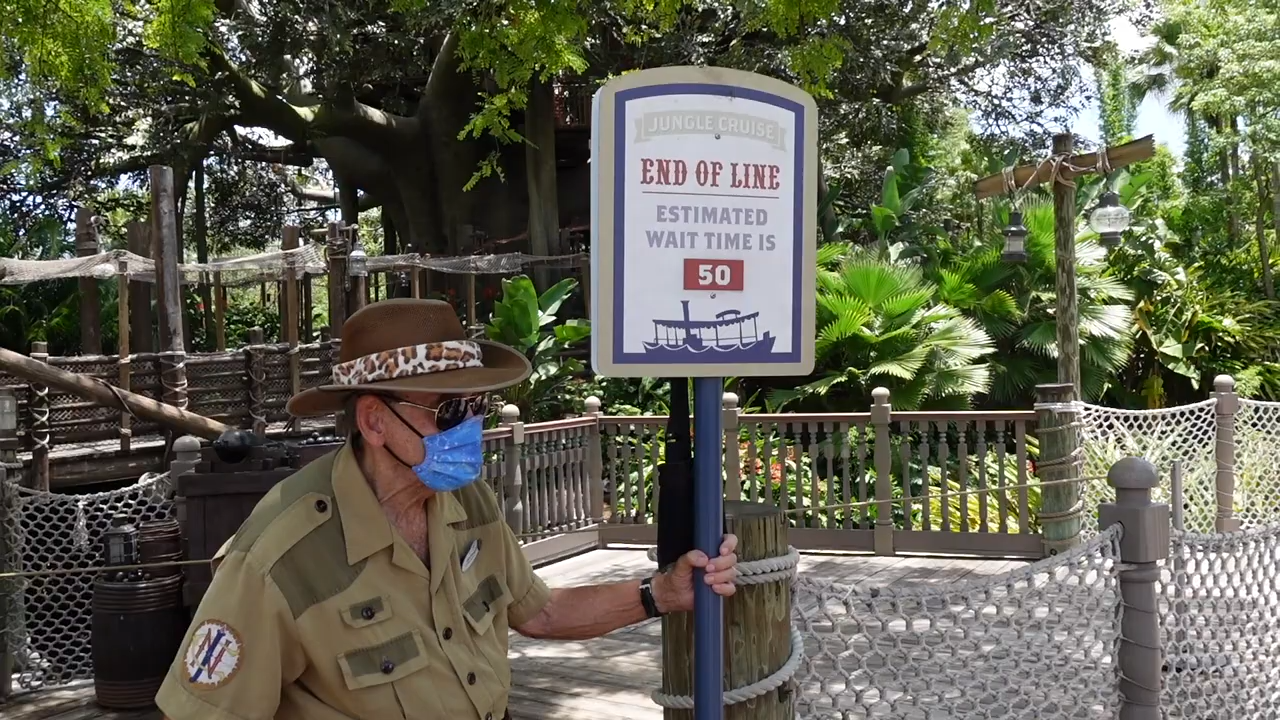 JUNGLE CRUISE
END OF LINE
ESTIMATED
WAIT TIME IS
50